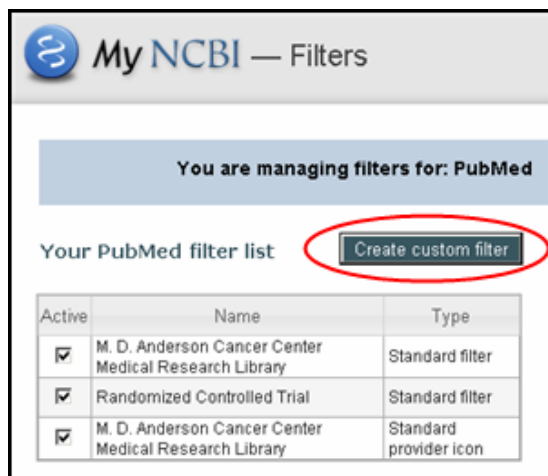 My NCBI — Filters
You are managing filters for: PubMed
Your PubMed filter list
Create custom filter
Active Name Type
M. D. Anderson Cancer Center
Medical Research Library
Standard filter
Randomized Controlled Trial
Standard filter
M. D. Anderson Cancer Center
Medical Research Library
Standard
provider icon